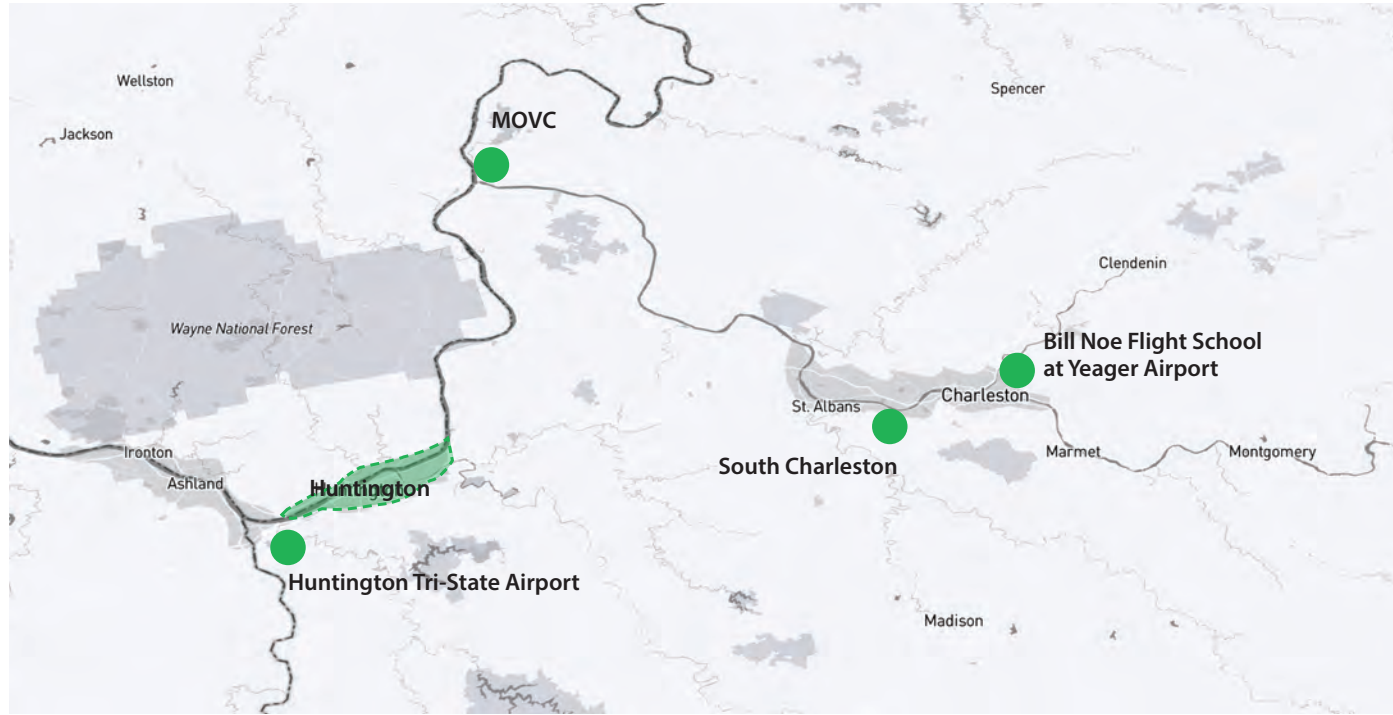 Wellston
Spencer
MOVC
Jackson
Clendenin
Wayne National Forest
Bill Noe Flight School
at Yeager Airport
Charleston
St. Albans
Ironton
Marmet
Montgomery
South Charleston
Ashland
Huntington
Huntington Tri-State Airport
Madison